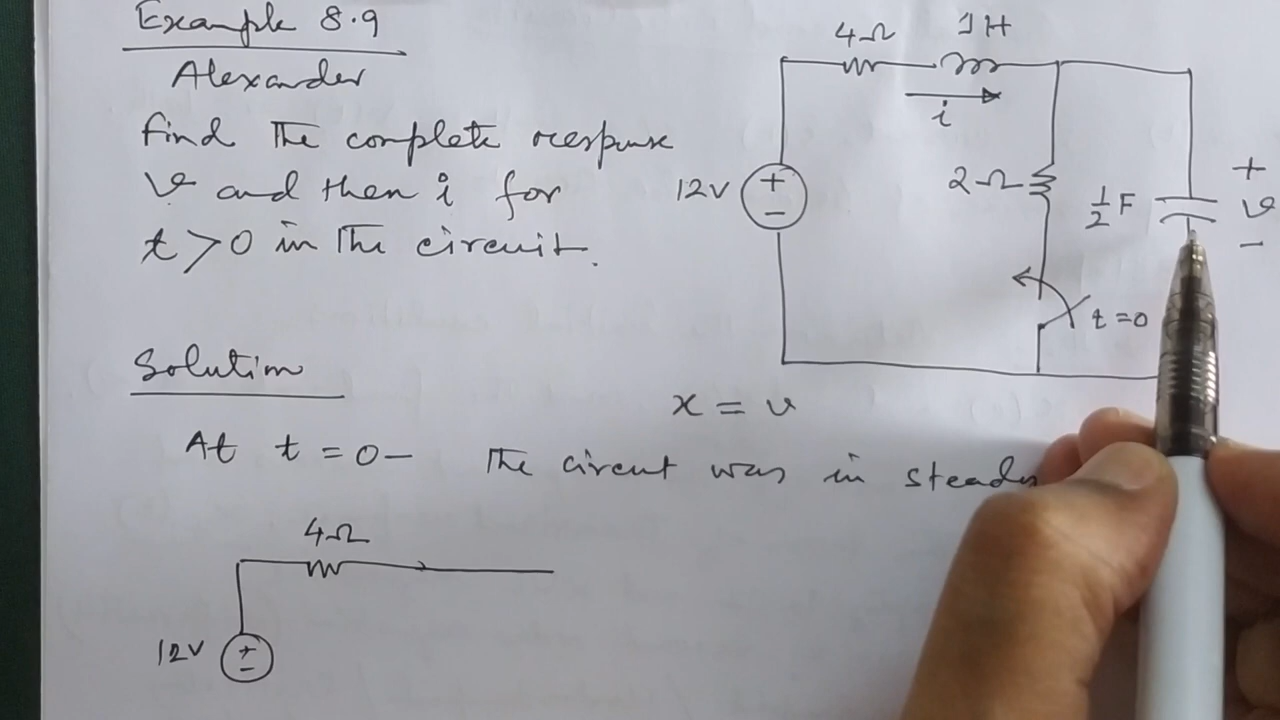 Example 8.9
Alexander
find the complete response
v and then i for
t > 0 in the circuit.
4Ω 1H
i
12V
+
-
2Ω
1/2 F
+
v
-
t=0
Solution
x = v
At t = 0- The circut was in steady
4Ω
12V
+
-